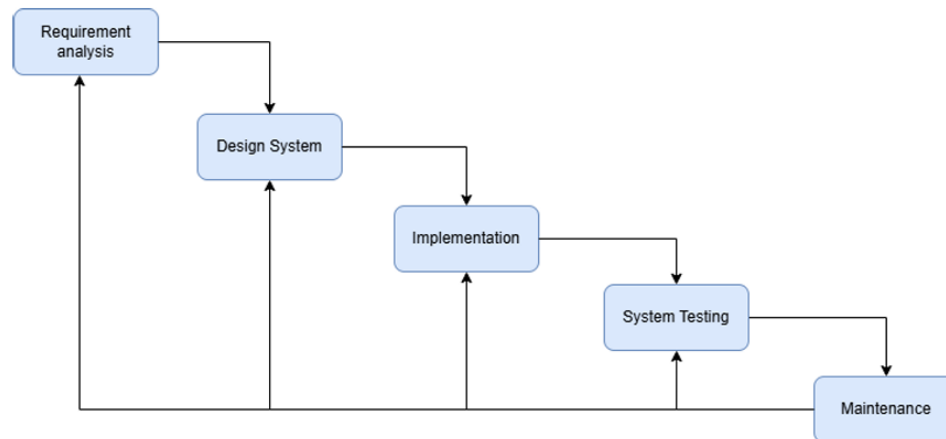 Requirement
analysis
Design System
Implementation
System Testing
Maintenance